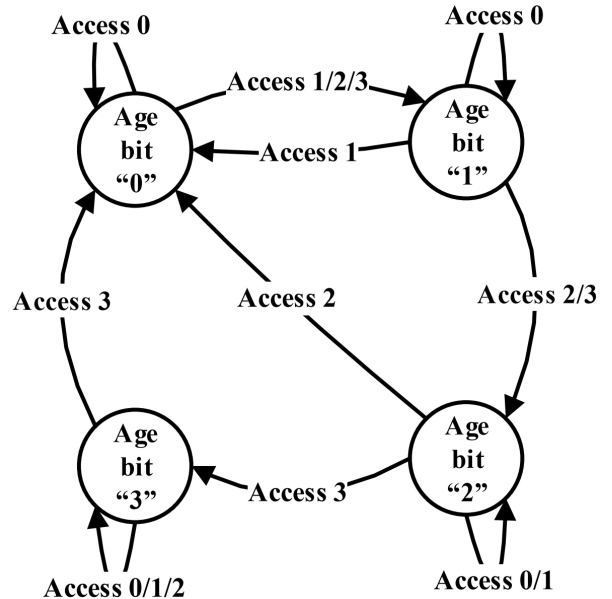 Access 0
Access 0
Access 1/2/3
Age
bit
“0”
Age
bit
“1”
Access 1
Access 3
Access 2
Access 2/3
Age
bit
“3”
Age
bit
“2”
Access 3
Access 0/1/2
Access 0/1